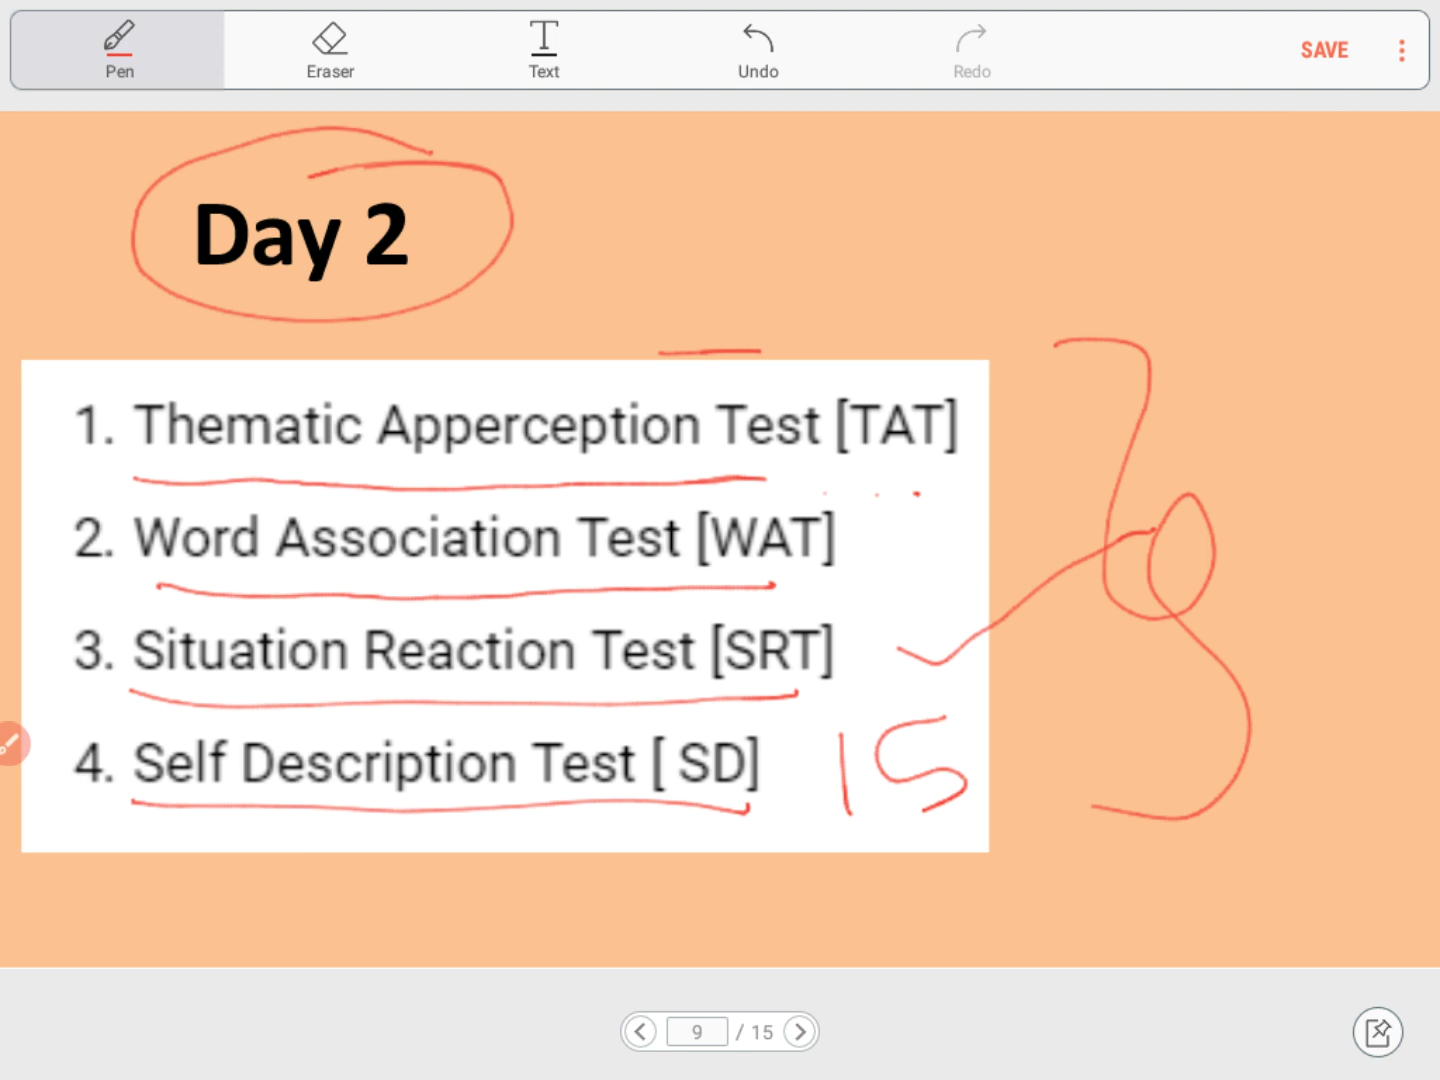 Pen Eraser Text Undo Redo SAVE
Day 2
1. Thematic Apperception Test [TAT]
2. Word Association Test [WAT]
3. Situation Reaction Test [SRT]
4. Self Description Test [ SD] 15
9 / 15